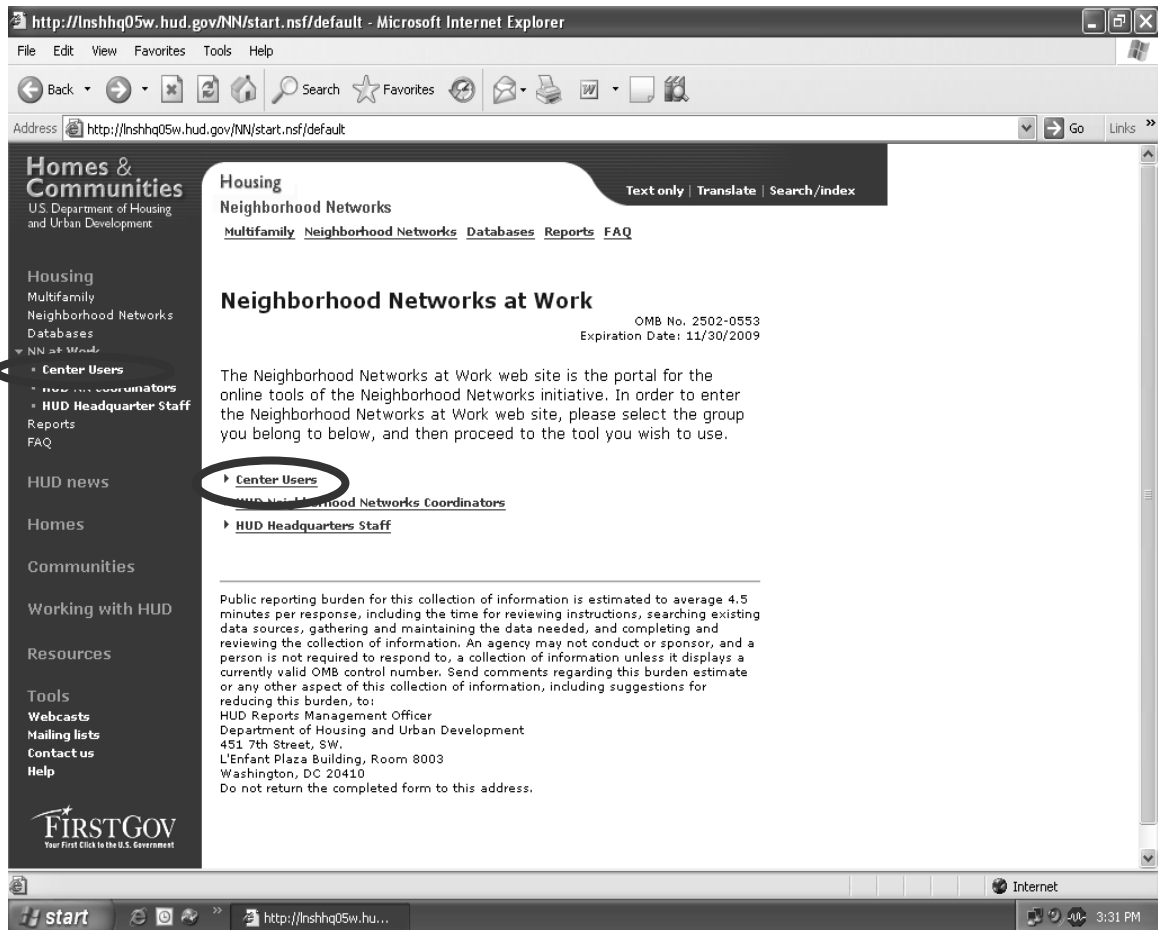 http://lnshhq05w.hud.gov/NN/start.nsf/default - Microsoft Internet Explorer
File Edit View Favorites Tools Help
Back Search Favorites
Address http://lnshhq05w.hud.gov/NN/start.nsf/default Go Links »
Homes &
Communities
U.S. Department of Housing
and Urban Development
Housing
Multifamily
Neighborhood Networks
Databases
NN at Work
Center Users
HUD NN Coordinators
HUD Headquarter Staff
Reports
FAQ
HUD news
Homes
Communities
Working with HUD
Resources
Tools
Webcasts
Mailing lists
Contact us
Help
FIRSTGOV
Your First Click to the U.S. Government
Housing
Text only | Translate | Search/index
Neighborhood Networks
Multifamily Neighborhood Networks Databases Reports FAQ
Neighborhood Networks at Work
OMB No. 2502-0553
Expiration Date: 11/30/2009
The Neighborhood Networks at Work web site is the portal for the
online tools of the Neighborhood Networks initiative. In order to enter
the Neighborhood Networks at Work web site, please select the group
you belong to below, and then proceed to the tool you wish to use.
Center Users
HUD Neighborhood Networks Coordinators
HUD Headquarters Staff
Public reporting burden for this collection of information is estimated to average 4.5
minutes per response, including the time for reviewing instructions, searching existing
data sources, gathering and maintaining the data needed, and completing and
reviewing the collection of information. An agency may not conduct or sponsor, and a
person is not required to respond to, a collection of information unless it displays a
currently valid OMB control number. Send comments regarding this burden estimate
or any other aspect of this collection of information, including suggestions for
reducing this burden, to:
HUD Reports Management Officer
Department of Housing and Urban Development
451 7th Street, SW.
L'Enfant Plaza Building, Room 8003
Washington, DC 20410
Do not return the completed form to this address.
Internet
start » http://lnshhq05w.hu... 3:31 PM